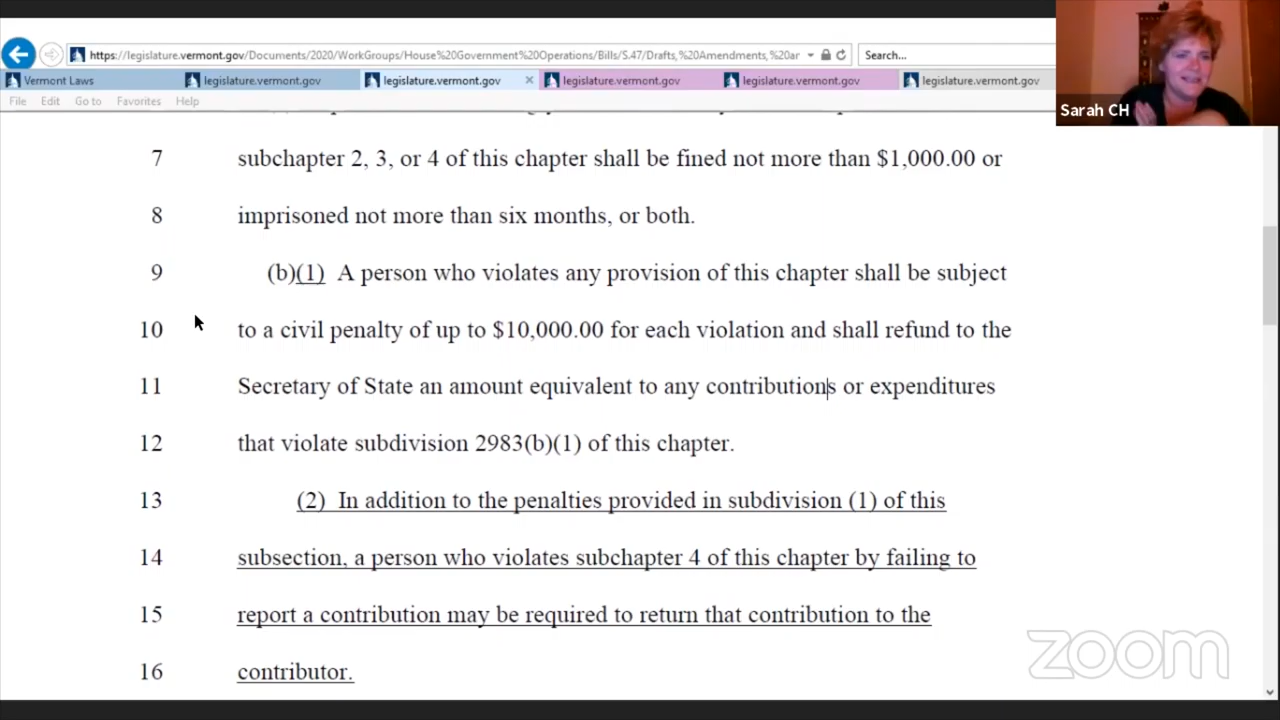 https://legislature.vermont.gov/Documents/2020/WorkGroups/House%20Government%20Operations/Bills/S.47/Drafts,%20Amendments,%20ar
Search...
Vermont Laws
legislature.vermont.gov
legislature.vermont.gov
legislature.vermont.gov
legislature.vermont.gov
legislature.vermont.gov
File Edit Go to Favorites Help
Sarah CH
7 subchapter 2, 3, or 4 of this chapter shall be fined not more than $1,000.00 or
8 imprisoned not more than six months, or both.
9 (b)(1) A person who violates any provision of this chapter shall be subject
10 to a civil penalty of up to $10,000.00 for each violation and shall refund to the
11 Secretary of State an amount equivalent to any contributions or expenditures
12 that violate subdivision 2983(b)(1) of this chapter.
13 (2) In addition to the penalties provided in subdivision (1) of this
14 subsection, a person who violates subchapter 4 of this chapter by failing to
15 report a contribution may be required to return that contribution to the
16 contributor.
zoom